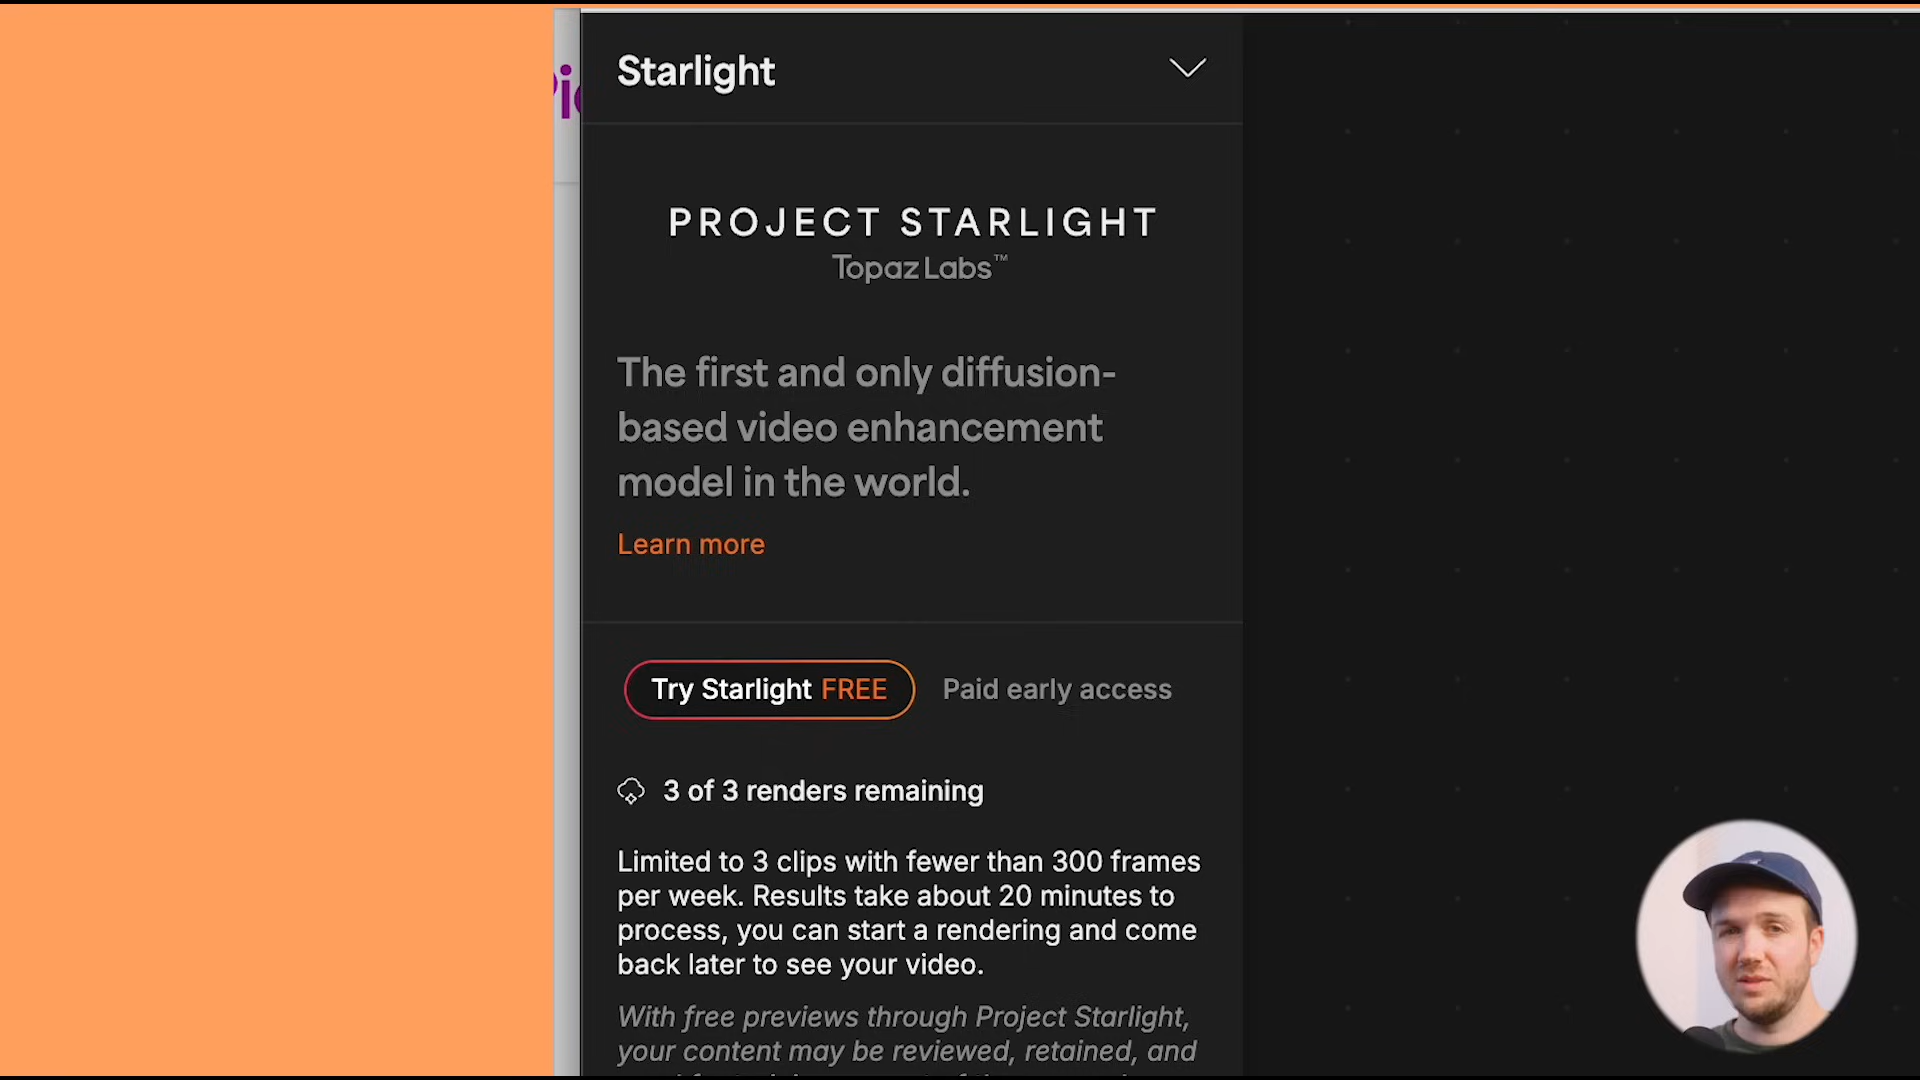 Starlight
PROJECT STARLIGHT
Topaz Labs™
The first and only diffusion-
based video enhancement
model in the world.
Learn more
Try Starlight FREE
Paid early access
3 of 3 renders remaining
Limited to 3 clips with fewer than 300 frames
per week. Results take about 20 minutes to
process, you can start a rendering and come
back later to see your video.
With free previews through Project Starlight,
your content may be reviewed, retained, and